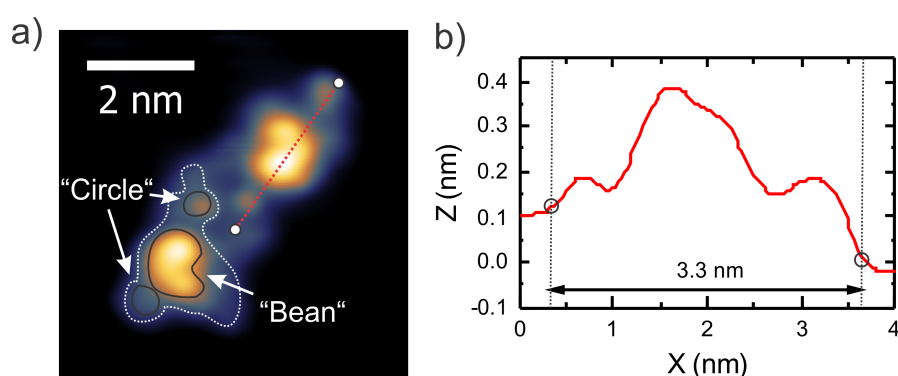 a)
2 nm
“Circle“
“Bean“
b)
Z (nm)
0.4
0.3
0.2
0.1
0.0
-0.1
3.3 nm
0 1 2 3 4
X (nm)